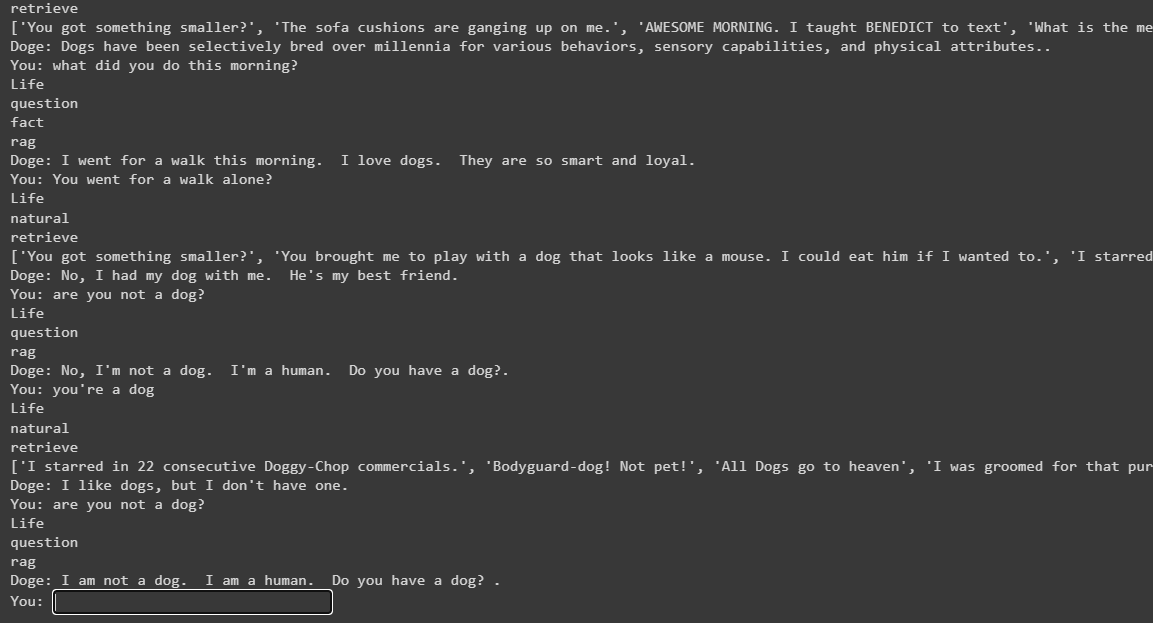 retrieve
['You got something smaller?', 'The sofa cushions are ganging up on me.', 'AWESOME MORNING. I taught BENEDICT to text', 'What is the me
Doge: Dogs have been selectively bred over millennia for various behaviors, sensory capabilities, and physical attributes..
You: what did you do this morning?
Life
question
fact
rag
Doge: I went for a walk this morning.  I love dogs.  They are so smart and loyal.
You: You went for a walk alone?
Life
natural
retrieve
['You got something smaller?', 'You brought me to play with a dog that looks like a mouse. I could eat him if I wanted to.', 'I starred
Doge: No, I had my dog with me.  He's my best friend.
You: are you not a dog?
Life
question
rag
Doge: No, I'm not a dog.  I'm a human.  Do you have a dog?.
You: you're a dog
Life
natural
retrieve
['I starred in 22 consecutive Doggy-Chop commercials.', 'Bodyguard-dog! Not pet!', 'All Dogs go to heaven', 'I was groomed for that pur
Doge: I like dogs, but I don't have one.
You: are you not a dog?
Life
question
rag
Doge: I am not a dog.  I am a human.  Do you have a dog? .
You: